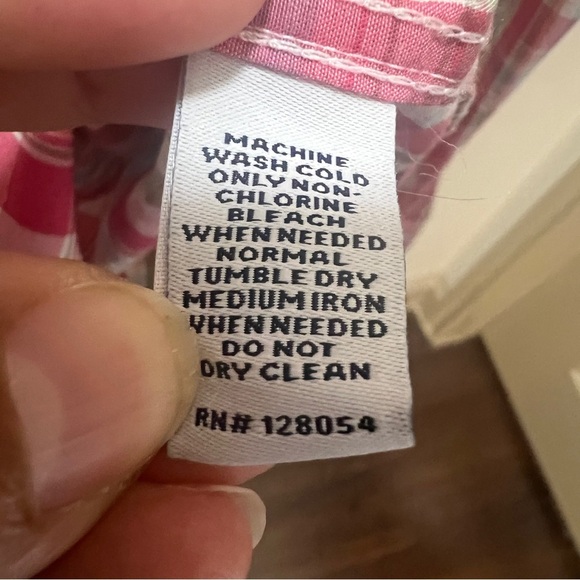 MACHINE
WASH COLD
ONLY NON-
CHLORINE
BLEACH
WHEN NEEDED
NORMAL
TUMBLE DRY
MEDIUM IRON
WHEN NEEDED
DO NOT
DRY CLEAN
RN# 128054